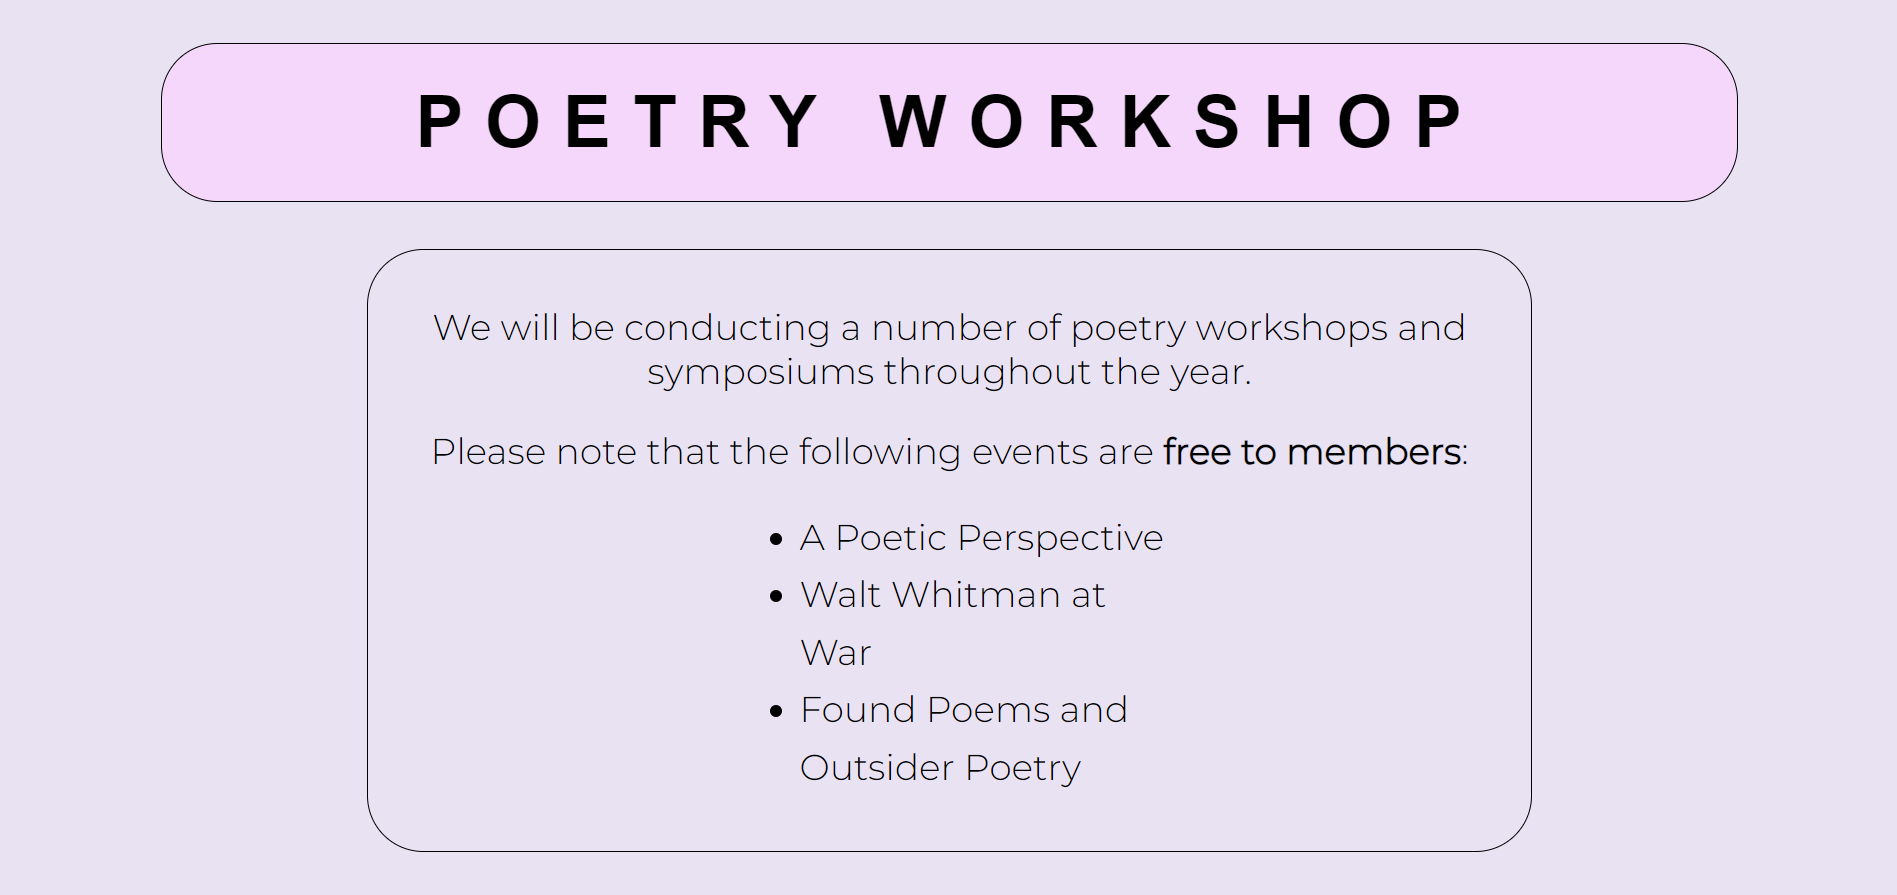 POETRY WORKSHOP
We will be conducting a number of poetry workshops and
symposiums throughout the year.
Please note that the following events are free to members:
• A Poetic Perspective
• Walt Whitman at
War
• Found Poems and
Outsider Poetry